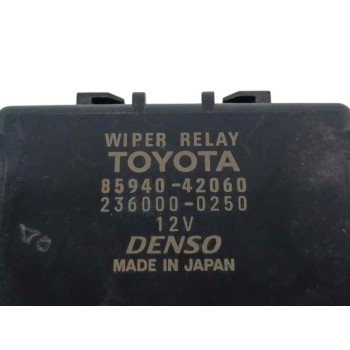 WIPER RELAY
TOYOTA
85940-42060
236000-0250
12V
DENSO
MADE IN JAPAN